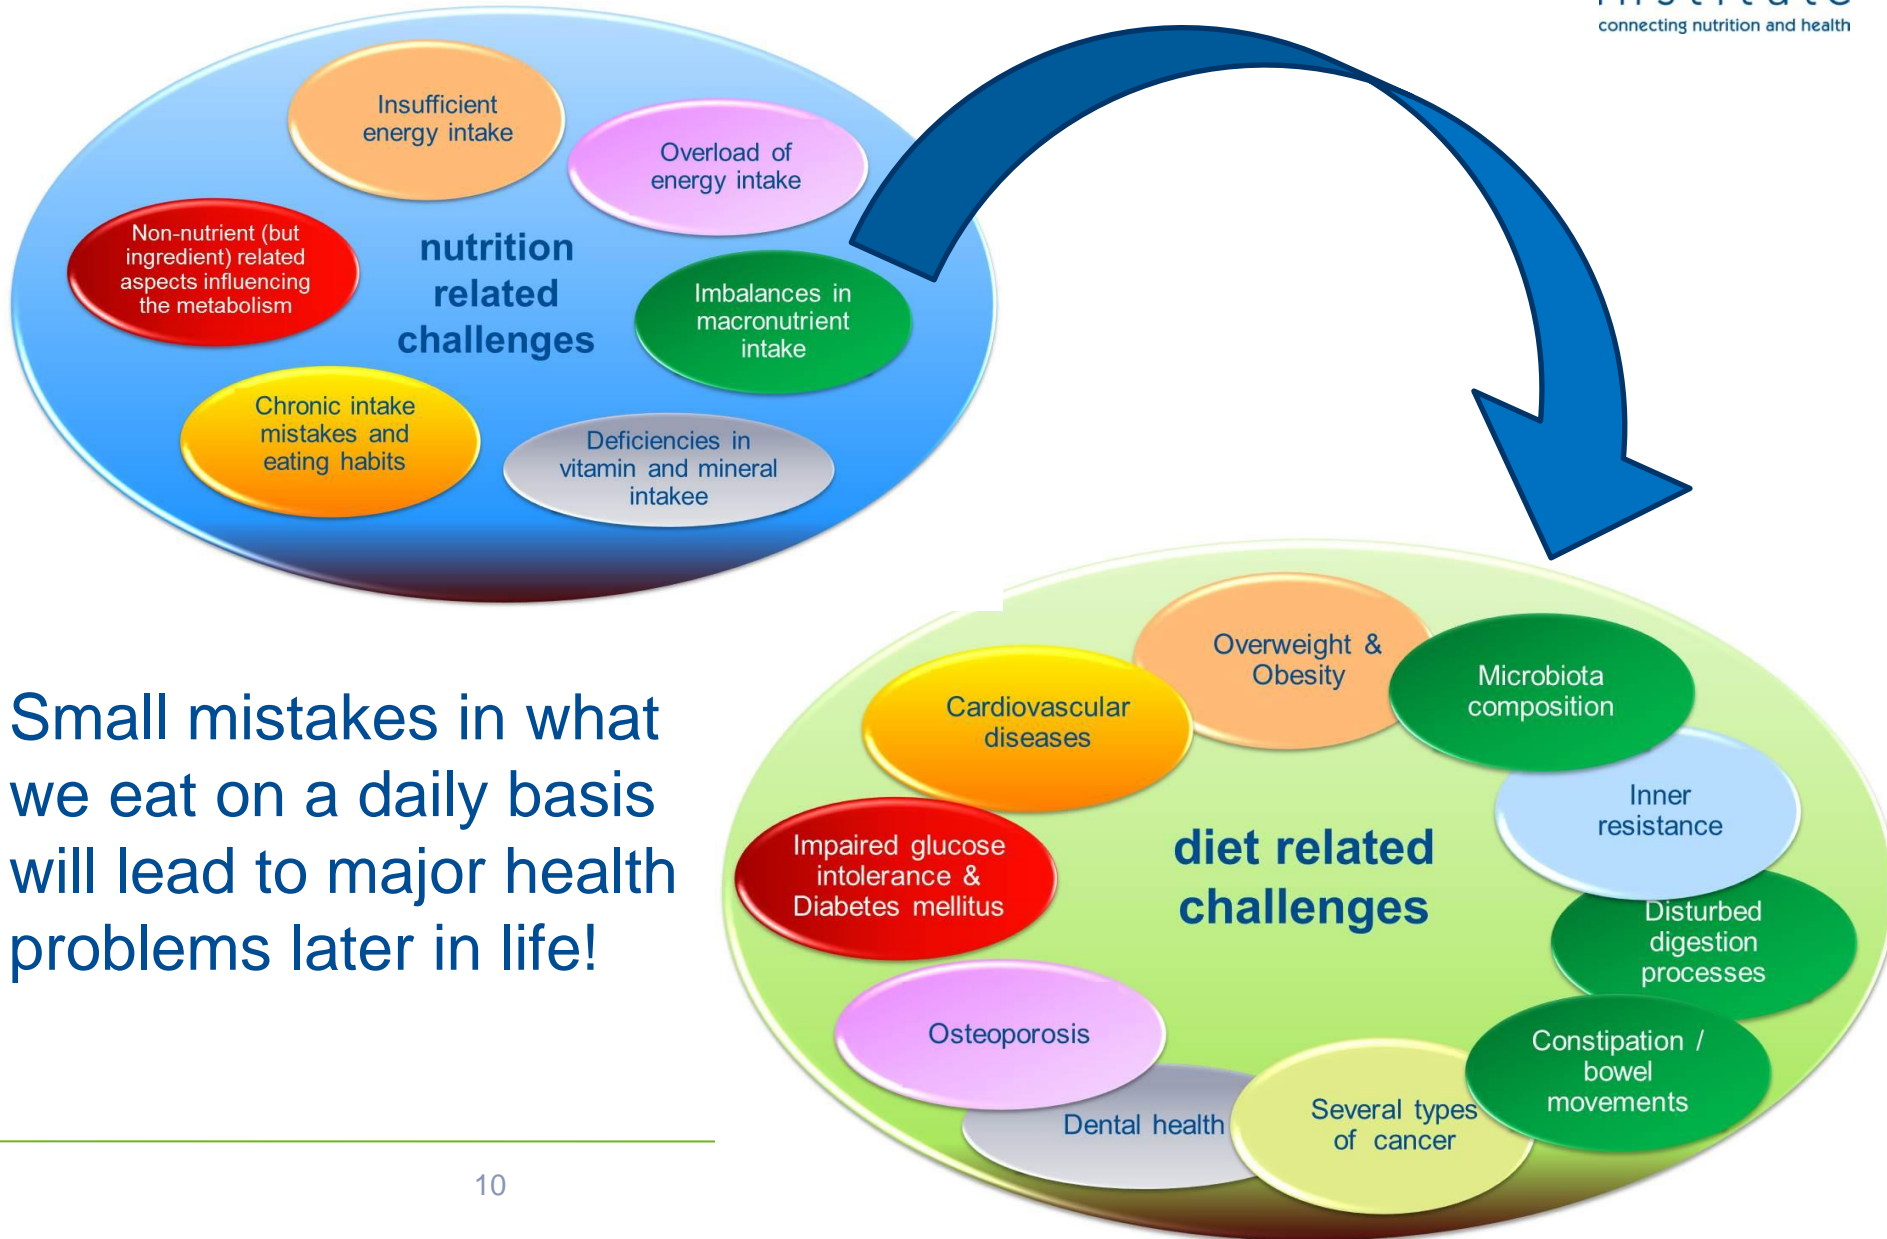 connecting nutrition and health
Insufficient
energy intake
Overload of
energy intake
Non-nutrient (but
ingredient) related
aspects influencing
the metabolism
nutrition
related
challenges
Imbalances in
macronutrient
intake
Chronic intake
mistakes and
eating habits
Deficiencies in
vitamin and mineral
intakee
Small mistakes in what
we eat on a daily basis
will lead to major health
problems later in life!
Overweight &
Obesity
Microbiota
composition
Cardiovascular
diseases
Inner
resistance
Impaired glucose
intolerance &
Diabetes mellitus
diet related
challenges
Disturbed
digestion
processes
Osteoporosis
Constipation /
bowel
movements
Dental health
Several types
of cancer
10